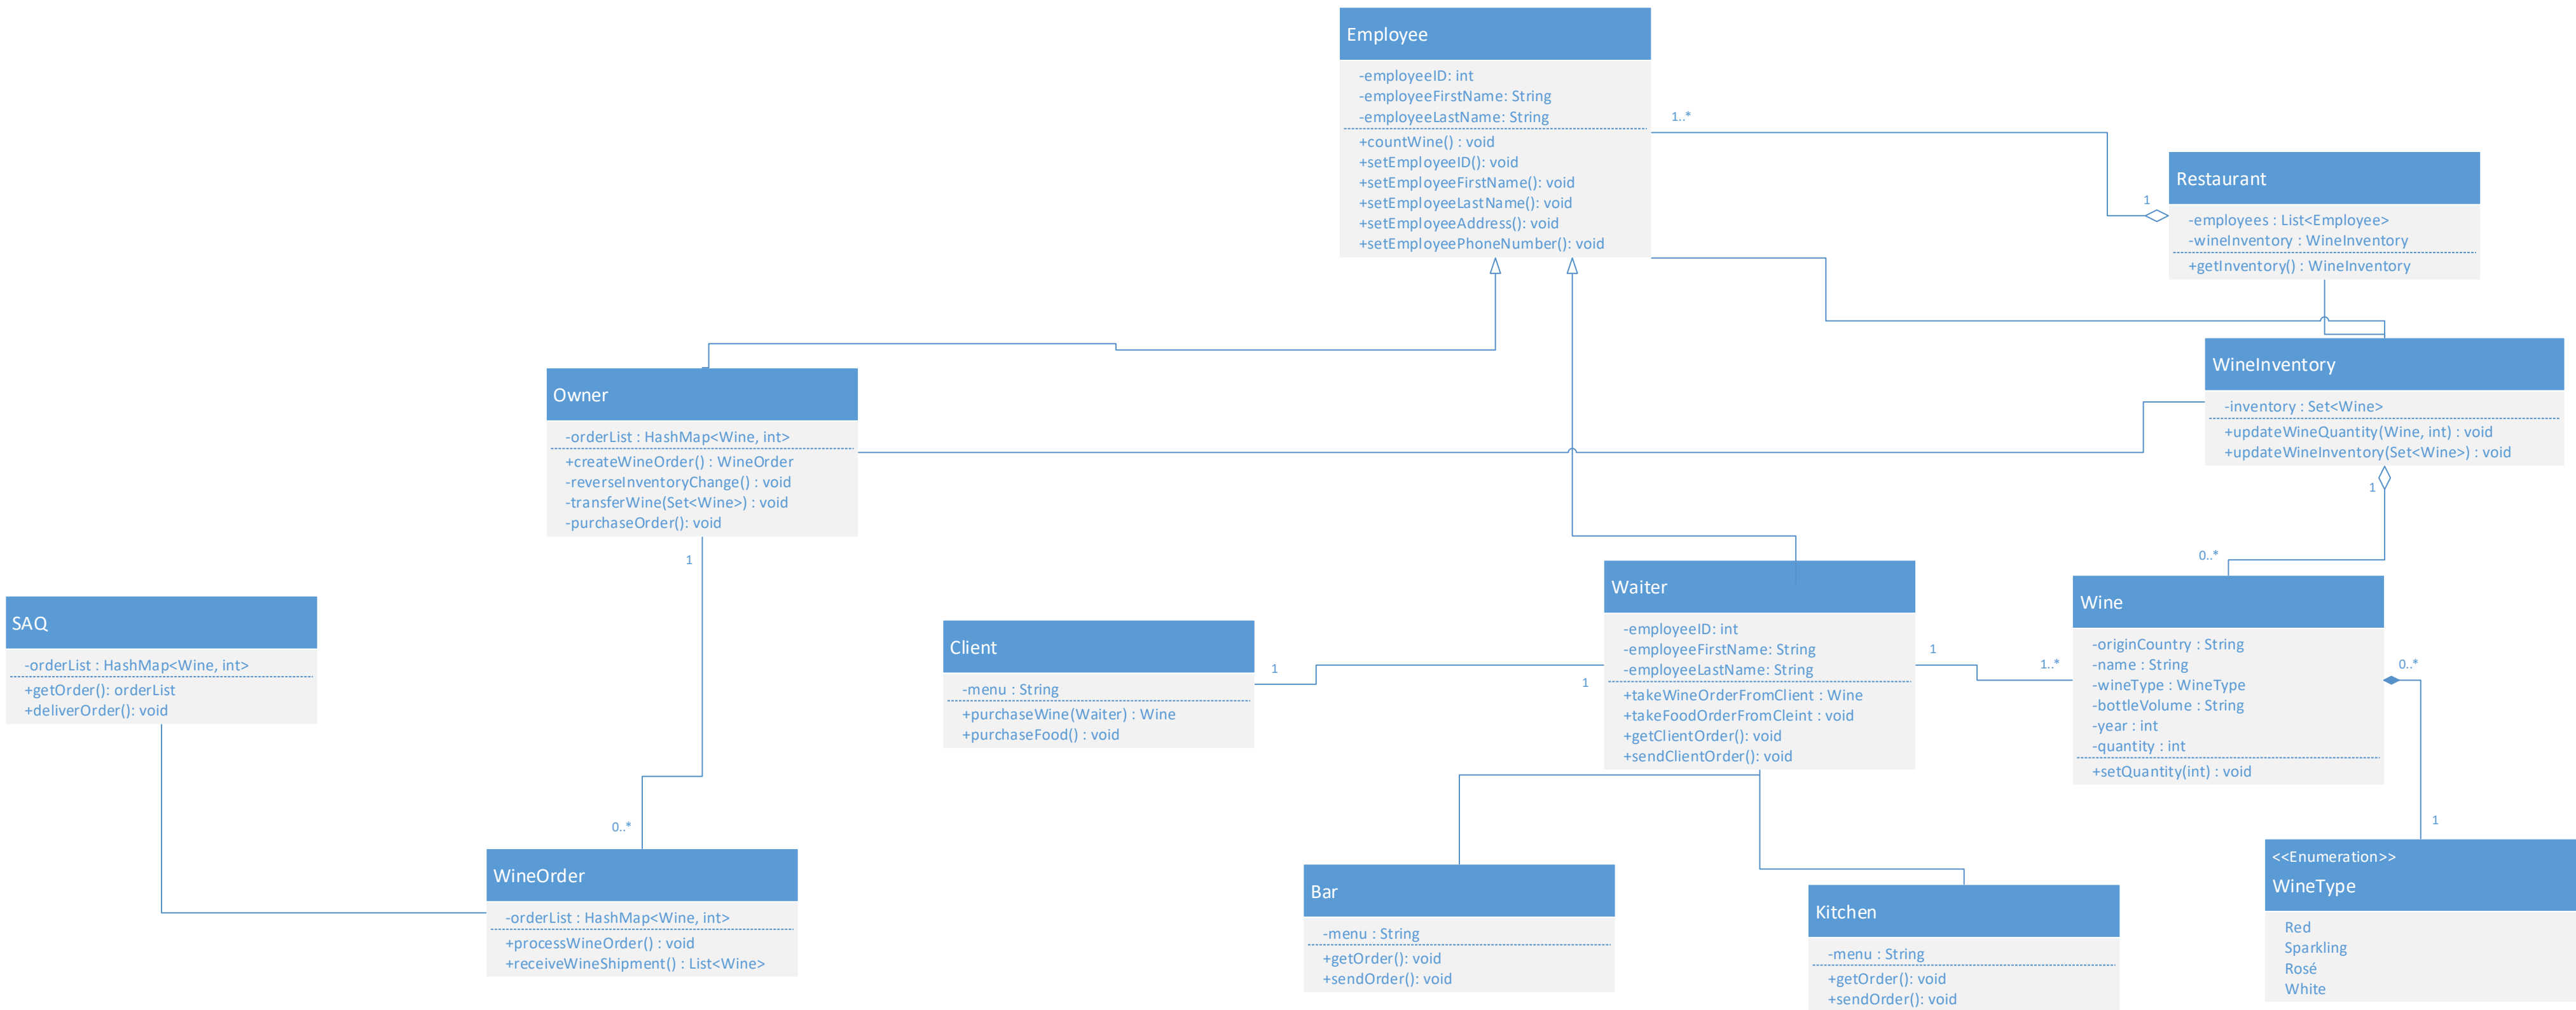 Employee
-employeeID: int
-employeeFirstName: String
-employeeLastName: String
+countWine() : void
+setEmployeeID(): void
+setEmployeeFirstName(): void
+setEmployeeLastName(): void
+setEmployeeAddress(): void
+setEmployeePhoneNumber(): void
1..*
1
Restaurant
-employees : List<Employee>
-wineInventory : WineInventory
+getInventory() : WineInventory
Owner
-orderList : HashMap<Wine, int>
+createWineOrder() : WineOrder
-reverseInventoryChange() : void
-transferWine(Set<Wine>) : void
-purchaseOrder(): void
1
0..*
WineInventory
-inventory : Set<Wine>
+updateWineQuantity(Wine, int) : void
+updateWineInventory(Set<Wine>) : void
1
0..*
SAQ
-orderList : HashMap<Wine, int>
+getOrder(): orderList
+deliverOrder(): void
Client
-menu : String
+purchaseWine(Waiter) : Wine
+purchaseFood() : void
1
1
Waiter
-employeeID: int
-employeeFirstName: String
-employeeLastName: String
+takeWineOrderFromClient : Wine
+takeFoodOrderFromCleint : void
+getClientOrder(): void
+sendClientOrder(): void
1
1..*
Wine
-originCountry : String
-name : String
-wineType : WineType
-bottleVolume : String
-year : int
-quantity : int
+setQuantity(int) : void
0..*
1
WineOrder
-orderList : HashMap<Wine, int>
+processWineOrder() : void
+receiveWineShipment() : List<Wine>
Bar
-menu : String
+getOrder(): void
+sendOrder(): void
Kitchen
-menu : String
+getOrder(): void
+sendOrder(): void
<<Enumeration>>
WineType
Red
Sparkling
Rosé
White